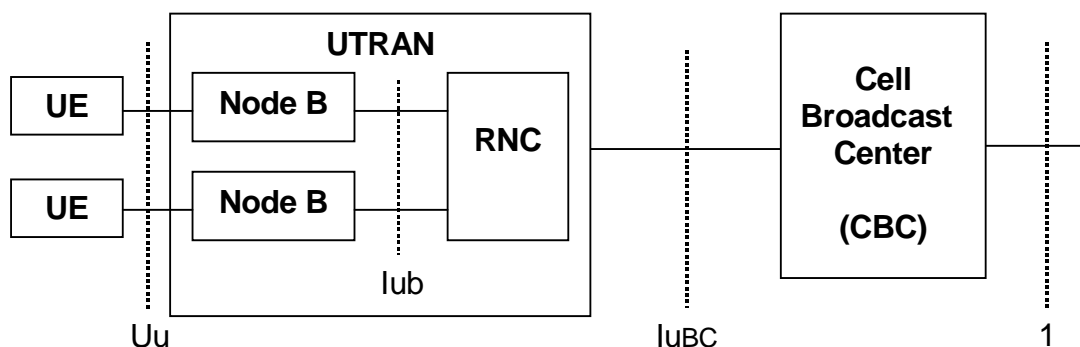 UTRAN
UE
Node B
RNC
UE
Node B
Iub
Uu
IuBC
Cell
Broadcast
Center
(CBC)
1